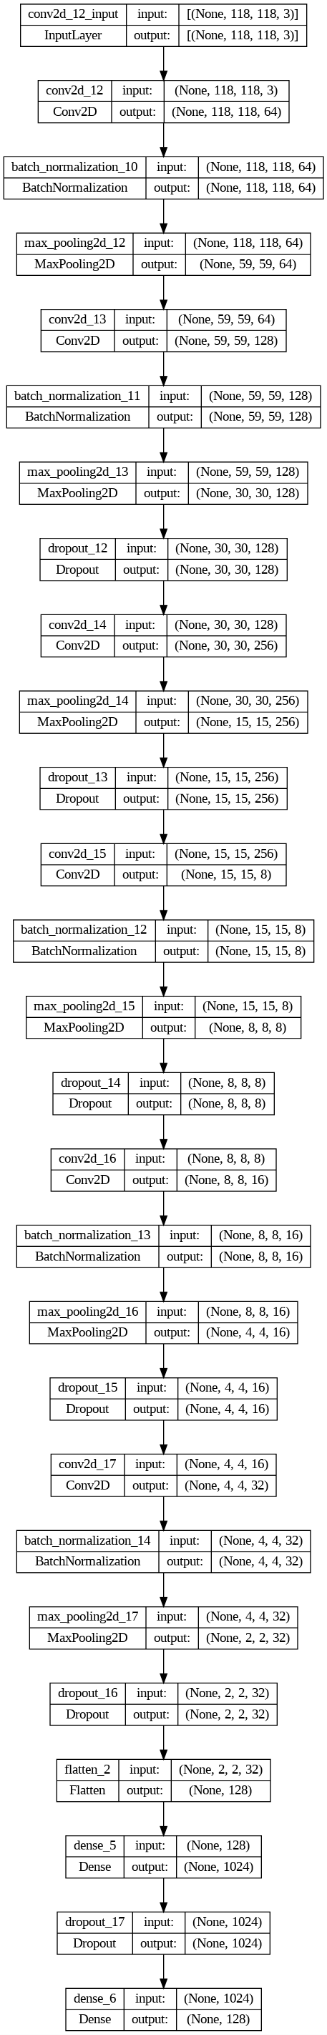 conv2d_12_input input: [(None, 118, 118, 3)]
InputLayer output: [(None, 118, 118, 3)]
conv2d_12 input: (None, 118, 118, 3)
Conv2D output: (None, 118, 118, 64)
batch_normalization_10 input: (None, 118, 118, 64)
BatchNormalization output: (None, 118, 118, 64)
max_pooling2d_12 input: (None, 118, 118, 64)
MaxPooling2D output: (None, 59, 59, 64)
conv2d_13 input: (None, 59, 59, 64)
Conv2D output: (None, 59, 59, 128)
batch_normalization_11 input: (None, 59, 59, 128)
BatchNormalization output: (None, 59, 59, 128)
max_pooling2d_13 input: (None, 59, 59, 128)
MaxPooling2D output: (None, 30, 30, 128)
dropout_12 input: (None, 30, 30, 128)
Dropout output: (None, 30, 30, 128)
conv2d_14 input: (None, 30, 30, 128)
Conv2D output: (None, 30, 30, 256)
max_pooling2d_14 input: (None, 30, 30, 256)
MaxPooling2D output: (None, 15, 15, 256)
dropout_13 input: (None, 15, 15, 256)
Dropout output: (None, 15, 15, 256)
conv2d_15 input: (None, 15, 15, 256)
Conv2D output: (None, 15, 15, 8)
batch_normalization_12 input: (None, 15, 15, 8)
BatchNormalization output: (None, 15, 15, 8)
max_pooling2d_15 input: (None, 15, 15, 8)
MaxPooling2D output: (None, 8, 8, 8)
dropout_14 input: (None, 8, 8, 8)
Dropout output: (None, 8, 8, 8)
conv2d_16 input: (None, 8, 8, 8)
Conv2D output: (None, 8, 8, 16)
batch_normalization_13 input: (None, 8, 8, 16)
BatchNormalization output: (None, 8, 8, 16)
max_pooling2d_16 input: (None, 8, 8, 16)
MaxPooling2D output: (None, 4, 4, 16)
dropout_15 input: (None, 4, 4, 16)
Dropout output: (None, 4, 4, 16)
conv2d_17 input: (None, 4, 4, 16)
Conv2D output: (None, 4, 4, 32)
batch_normalization_14 input: (None, 4, 4, 32)
BatchNormalization output: (None, 4, 4, 32)
max_pooling2d_17 input: (None, 4, 4, 32)
MaxPooling2D output: (None, 2, 2, 32)
dropout_16 input: (None, 2, 2, 32)
Dropout output: (None, 2, 2, 32)
flatten_2 input: (None, 2, 2, 32)
Flatten output: (None, 128)
dense_5 input: (None, 128)
Dense output: (None, 1024)
dropout_17 input: (None, 1024)
Dropout output: (None, 1024)
dense_6 input: (None, 1024)
Dense output: (None, 128)